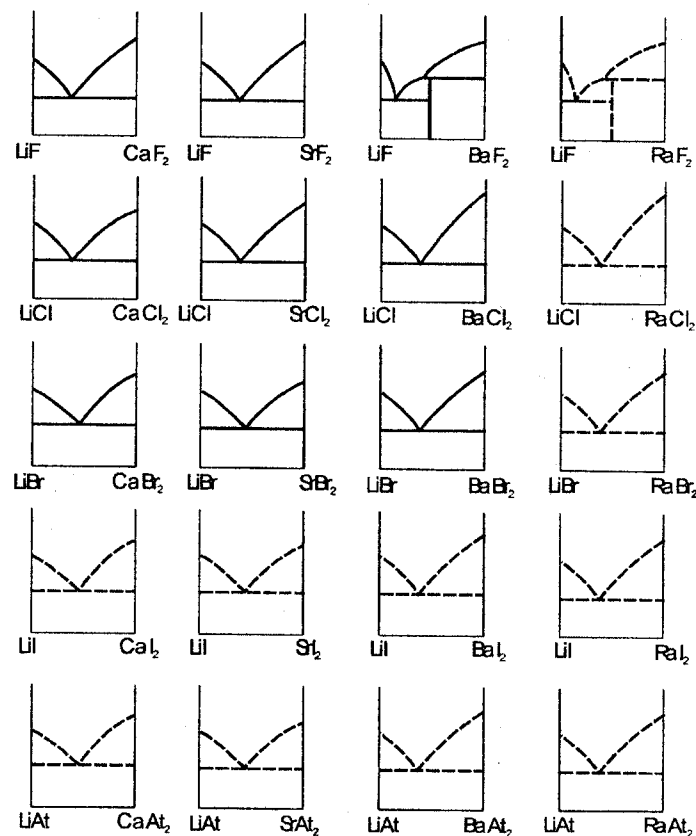 LiF CaF₂ LiF SrF₂ LiF BaF₂ LiF RaF₂
LiCl CaCl₂ LiCl SrCl₂ LiCl BaCl₂ LiCl RaCl₂
LiBr CaBr₂ LiBr SrBr₂ LiBr BaBr₂ LiBr RaBr₂
LiI CaI₂ LiI SrI₂ LiI BaI₂ LiI RaI₂
LiAt CaAt₂ LiAt SrAt₂ LiAt BaAt₂ LiAt RaAt₂